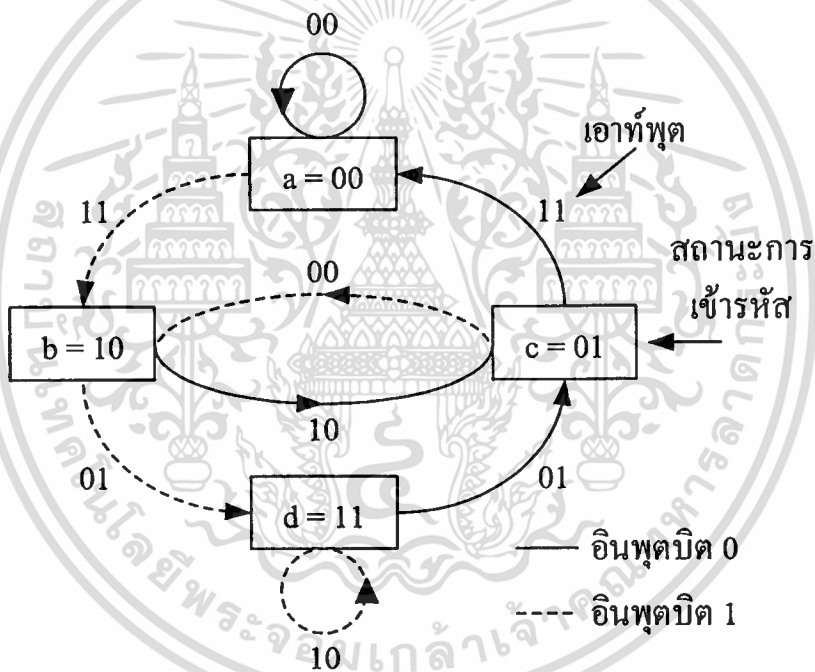 00
a = 00
เอาท์พุต
11
11
00
สถานะการ
เข้ารหัส
b = 10
c = 01
10
01
d = 11
01
อินพุตบิต 0
อินพุตบิต 1
10